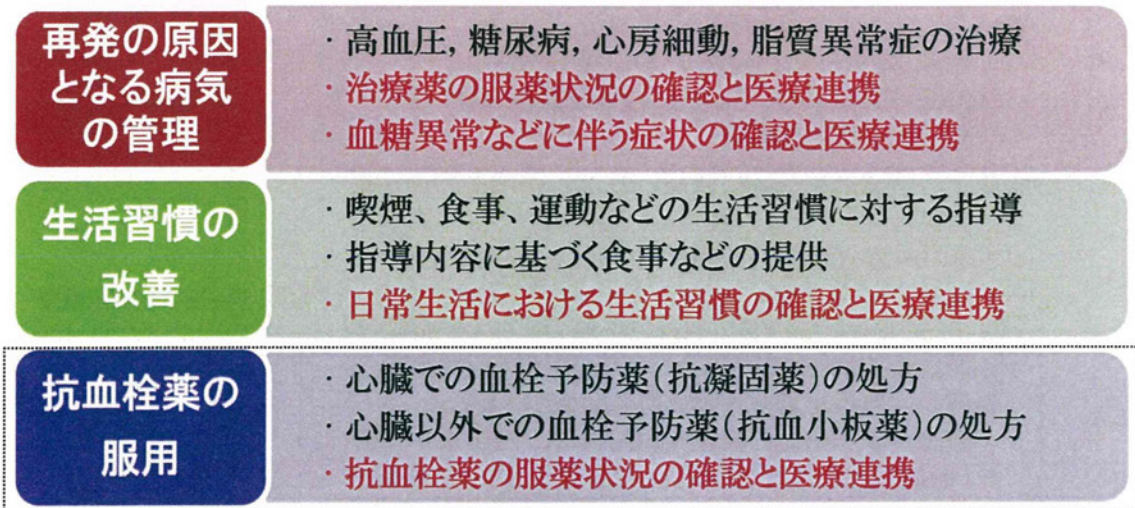 再発の原因
となる病気
の管理
・高血圧, 糖尿病, 心房細動, 脂質異常症の治療
・治療薬の服薬状況の確認と医療連携
・血糖異常などに伴う症状の確認と医療連携
生活習慣の
改善
・喫煙、食事、運動などの生活習慣に対する指導
・指導内容に基づく食事などの提供
・日常生活における生活習慣の確認と医療連携
抗血栓薬の
服用
・心臓での血栓予防薬(抗凝固薬)の処方
・心臓以外での血栓予防薬(抗血小板薬)の処方
・抗血栓薬の服薬状況の確認と医療連携